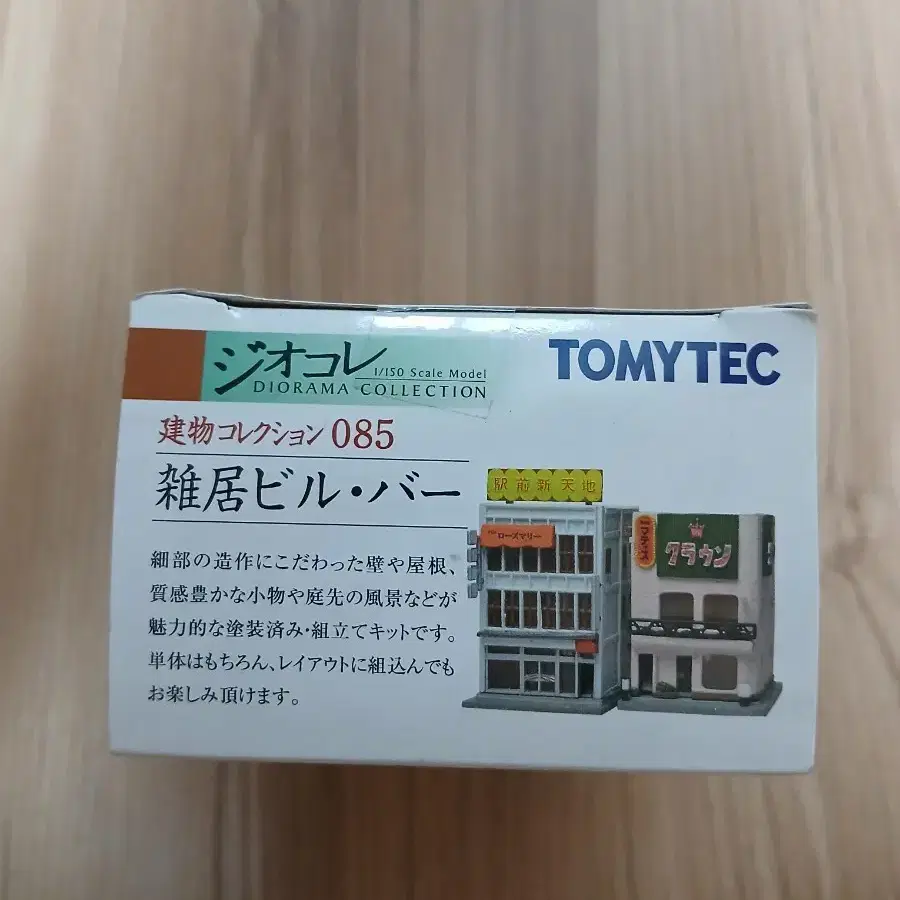 ジオコレ
1/150 Scale Model
DIORAMA COLLECTION
TOMYTEC
建物コレクション 085
雑居ビル・バー
細部の造作にこだわった壁や屋根、
質感豊かな小物や庭先の風景などが
魅力的な塗装済み・組立てキットです。
単体はもちろん、レイアウトに組込んでも
お楽しみ頂けます。
駅前新天地
ローズマリー
マティス
クラウン